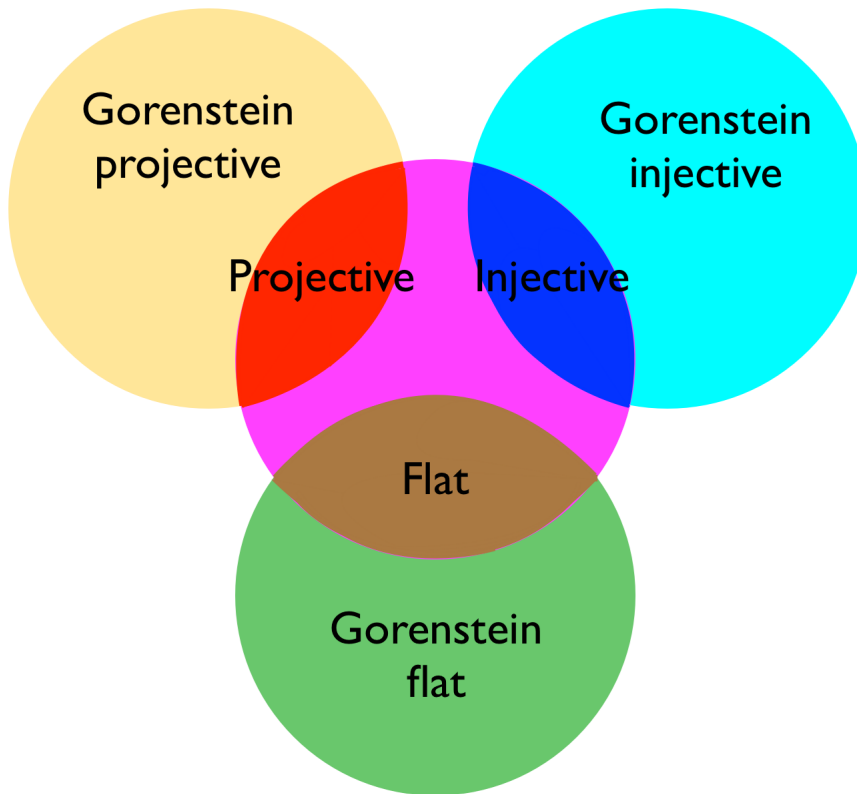 Gorenstein
projective
Gorenstein
injective
Projective
Injective
Flat
Gorenstein
flat